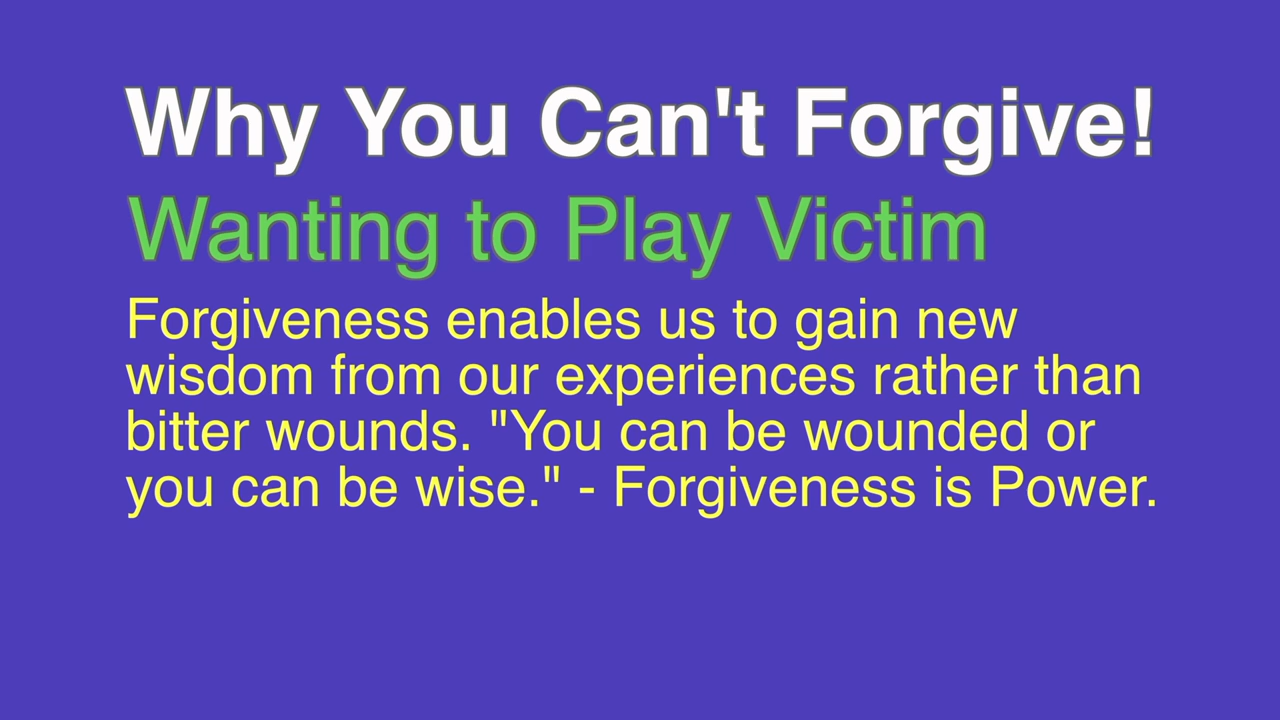 Why You Can't Forgive!
Wanting to Play Victim
Forgiveness enables us to gain new
wisdom from our experiences rather than
bitter wounds. "You can be wounded or
you can be wise." - Forgiveness is Power.